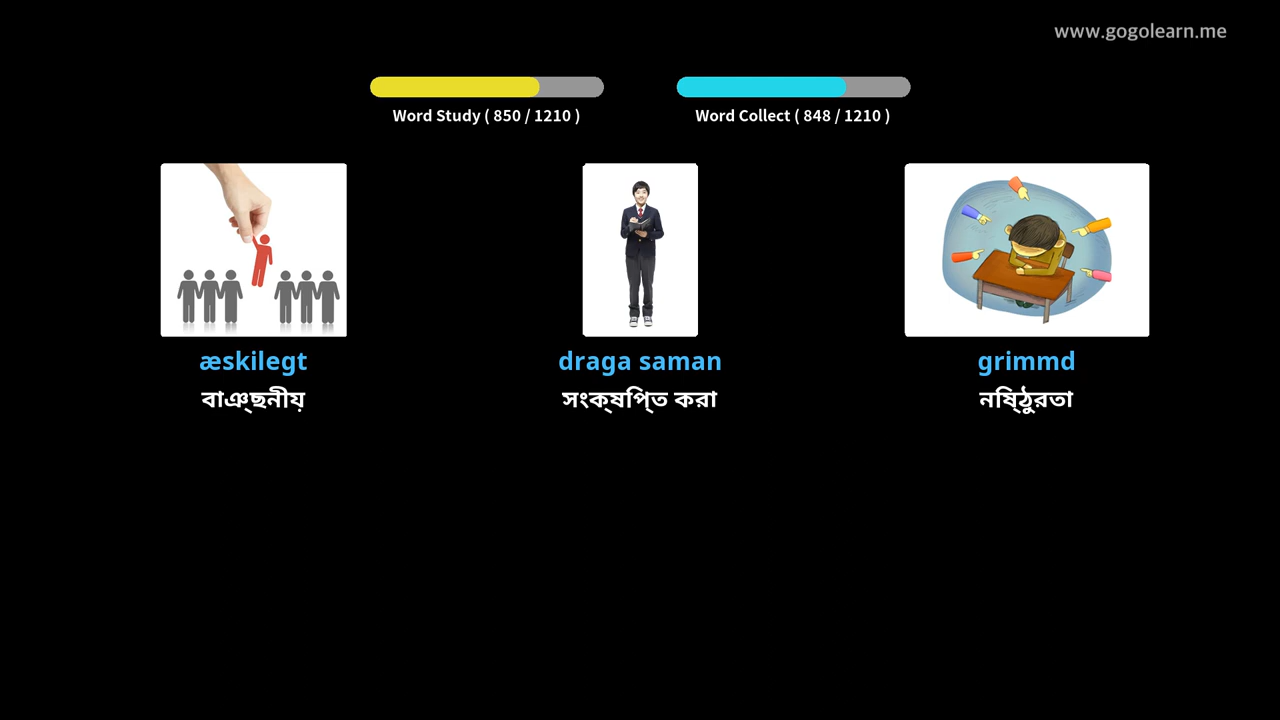 www.gogolearn.me
Word Study ( 850 / 1210 )
Word Collect ( 848 / 1210 )
æskilegt
draga saman
grimmd
বাঞ্ছনীয়
সংক্ষিপ্ত করা
নিষ্ঠুরতা